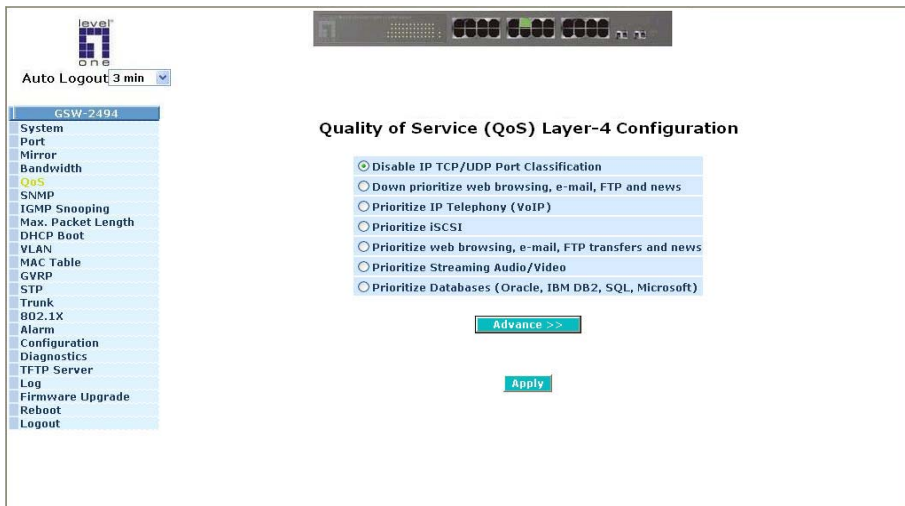 level
one
Auto Logout 3 min
GSW-2494
System
Port
Mirror
Bandwidth
QoS
SNMP
IGMP Snooping
Max. Packet Length
DHCP Boot
VLAN
MAC Table
GVRP
STP
Trunk
802.1X
Alarm
Configuration
Diagnostics
TFTP Server
Log
Firmware Upgrade
Reboot
Logout
Quality of Service (QoS) Layer-4 Configuration
Disable IP TCP/UDP Port Classification
Down prioritize web browsing, e-mail, FTP and news
Prioritize IP Telephony (VoIP)
Prioritize iSCSI
Prioritize web browsing, e-mail, FTP transfers and news
Prioritize Streaming Audio/Video
Prioritize Databases (Oracle, IBM DB2, SQL, Microsoft)
Advance >>
Apply